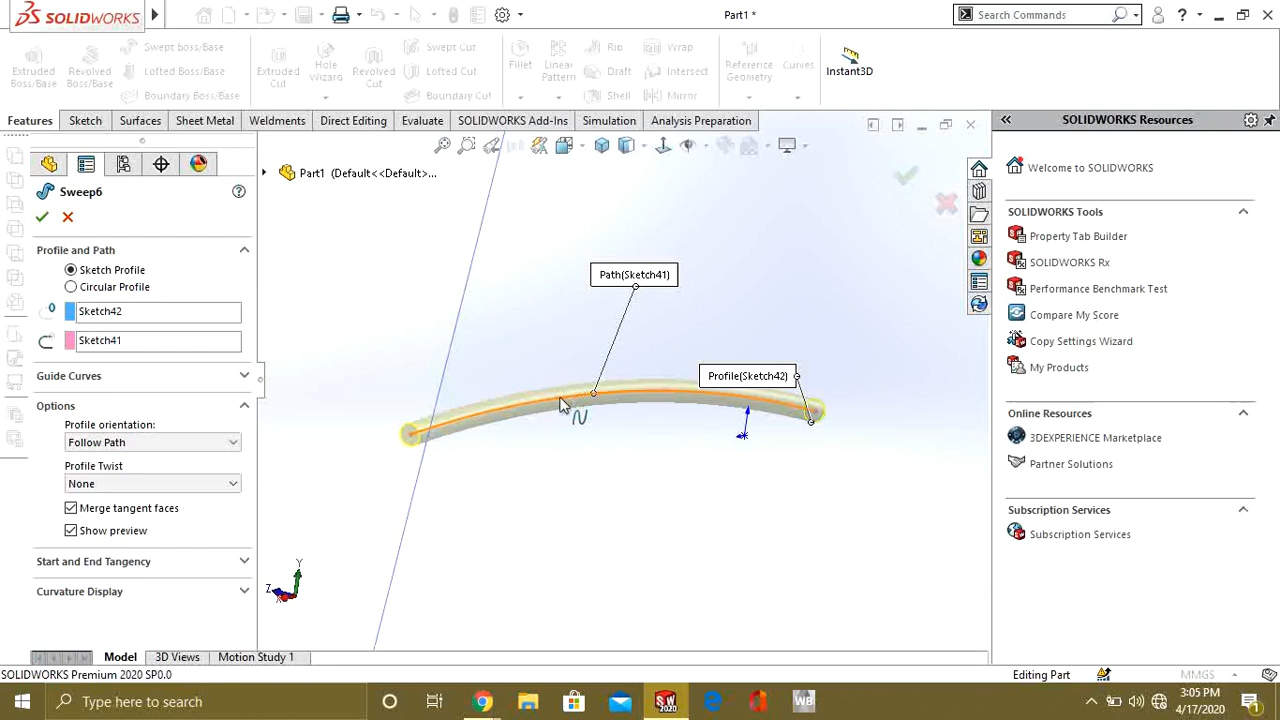 SOLIDWORKS
Part1 *
Search Commands
?
Extruded Boss/Base
Revolved Boss/Base
Swept Boss/Base
Lofted Boss/Base
Boundary Boss/Base
Extruded Cut
Hole Wizard
Revolved Cut
Swept Cut
Lofted Cut
Boundary Cut
Fillet
Linear Pattern
Rib
Draft
Shell
Wrap
Intersect
Mirror
Reference Geometry
Curves
Instant3D
Features
Sketch
Surfaces
Sheet Metal
Weldments
Direct Editing
Evaluate
SOLIDWORKS Add-Ins
Simulation
Analysis Preparation
SOLIDWORKS Resources
Part1 (Default<<Default>...
Sweep6
Profile and Path
Sketch Profile
Circular Profile
Sketch42
Sketch41
Guide Curves
Options
Profile orientation:
Follow Path
Profile Twist
None
Merge tangent faces
Show preview
Start and End Tangency
Curvature Display
Path(Sketch41)
Profile(Sketch42)
Y
Z
X
Welcome to SOLIDWORKS
SOLIDWORKS Tools
Property Tab Builder
SOLIDWORKS Rx
Performance Benchmark Test
Compare My Score
Copy Settings Wizard
My Products
Online Resources
3DEXPERIENCE Marketplace
Partner Solutions
Subscription Services
Subscription Services
Model
3D Views
Motion Study 1
SOLIDWORKS Premium 2020 SP0.0
Editing Part
MMGS
Type here to search
SW
2020
WB
3:05 PM
4/17/2020